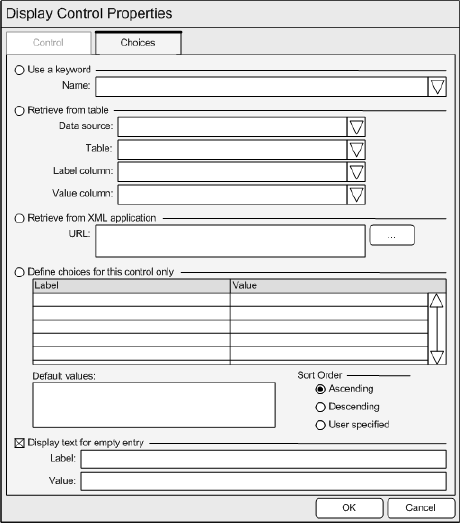 Display Control Properties
Control Choices
Use a keyword
Name:
Retrieve from table
Data source:
Table:
Label column:
Value column:
Retrieve from XML application
URL: ...
Define choices for this control only
Label Value
Default values:
Sort Order
Ascending
Descending
User specified
Display text for empty entry
Label:
Value:
OK Cancel